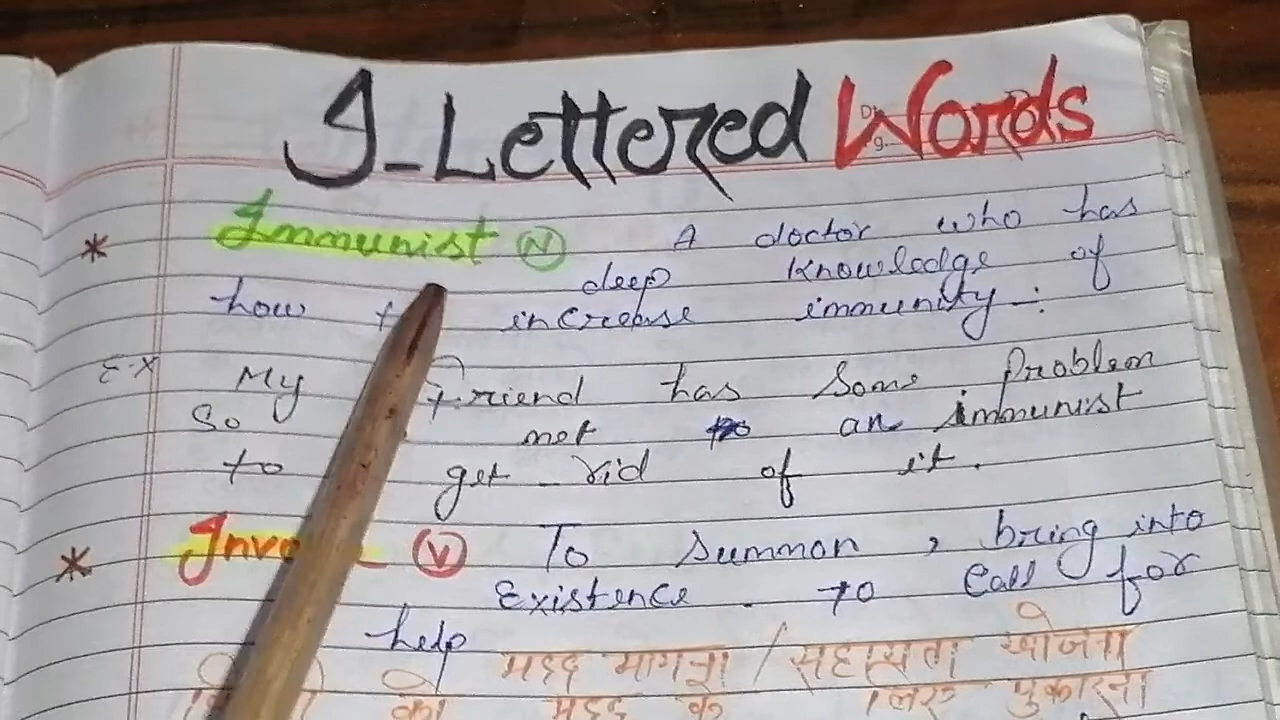 I-Lettered Words
* Immunist (N) A doctor who has
deep knowledge of
how increase immunity -:
Ex My Friend has some problem
So met an immunist
to get rid of it.
* (V) To summon, bring into
Existence. To Call for
help मदद मागना / सहायता खोजना
को मदद के लिए पुकारना